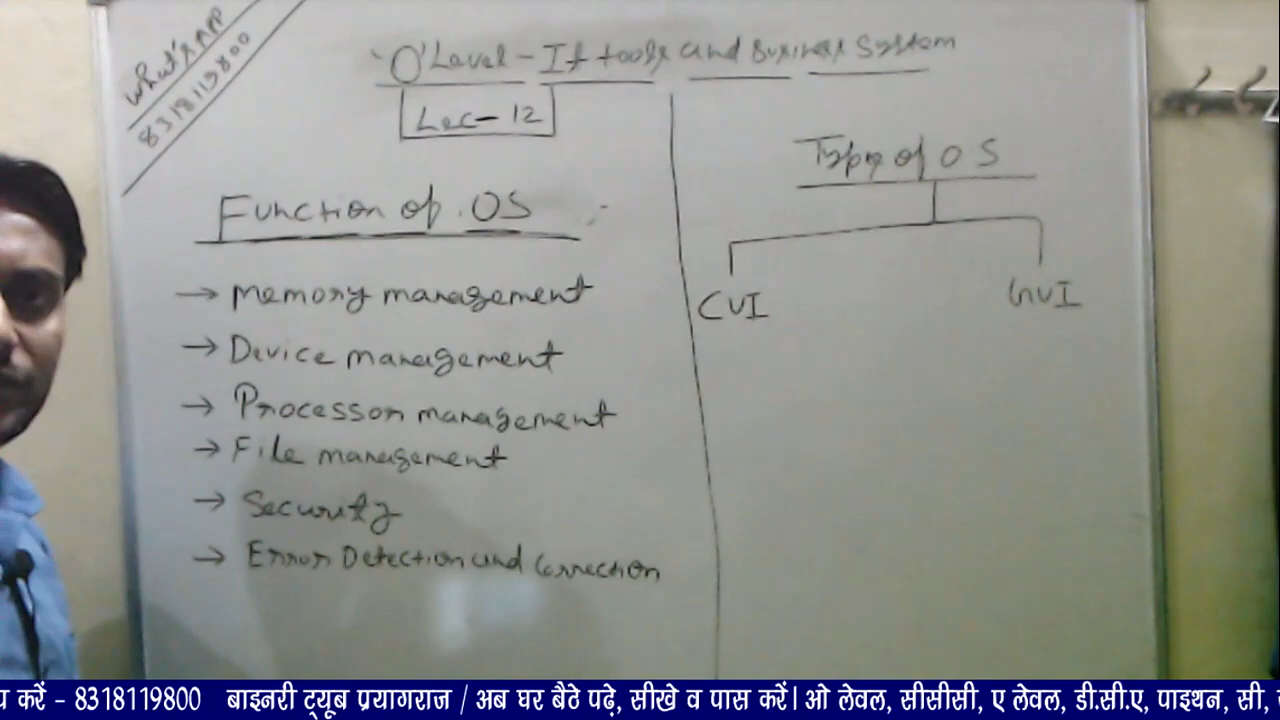 What's APP
8318119800
'O' Level - It tools and Business System
Lec - 12
Function of OS
→ Memory management
→ Device management
→ Processor management
→ File management
→ Security
→ Error Detection and Correction
Type of OS
CUI
GUI
प करें - 8318119800 बाइनरी ट्यूब प्रयागराज / अब घर बैठे पढ़े, सीखे व पास करें। ओ लेवल, सीसीसी, ए लेवल, डी.सी.ए, पाइथन, सी,